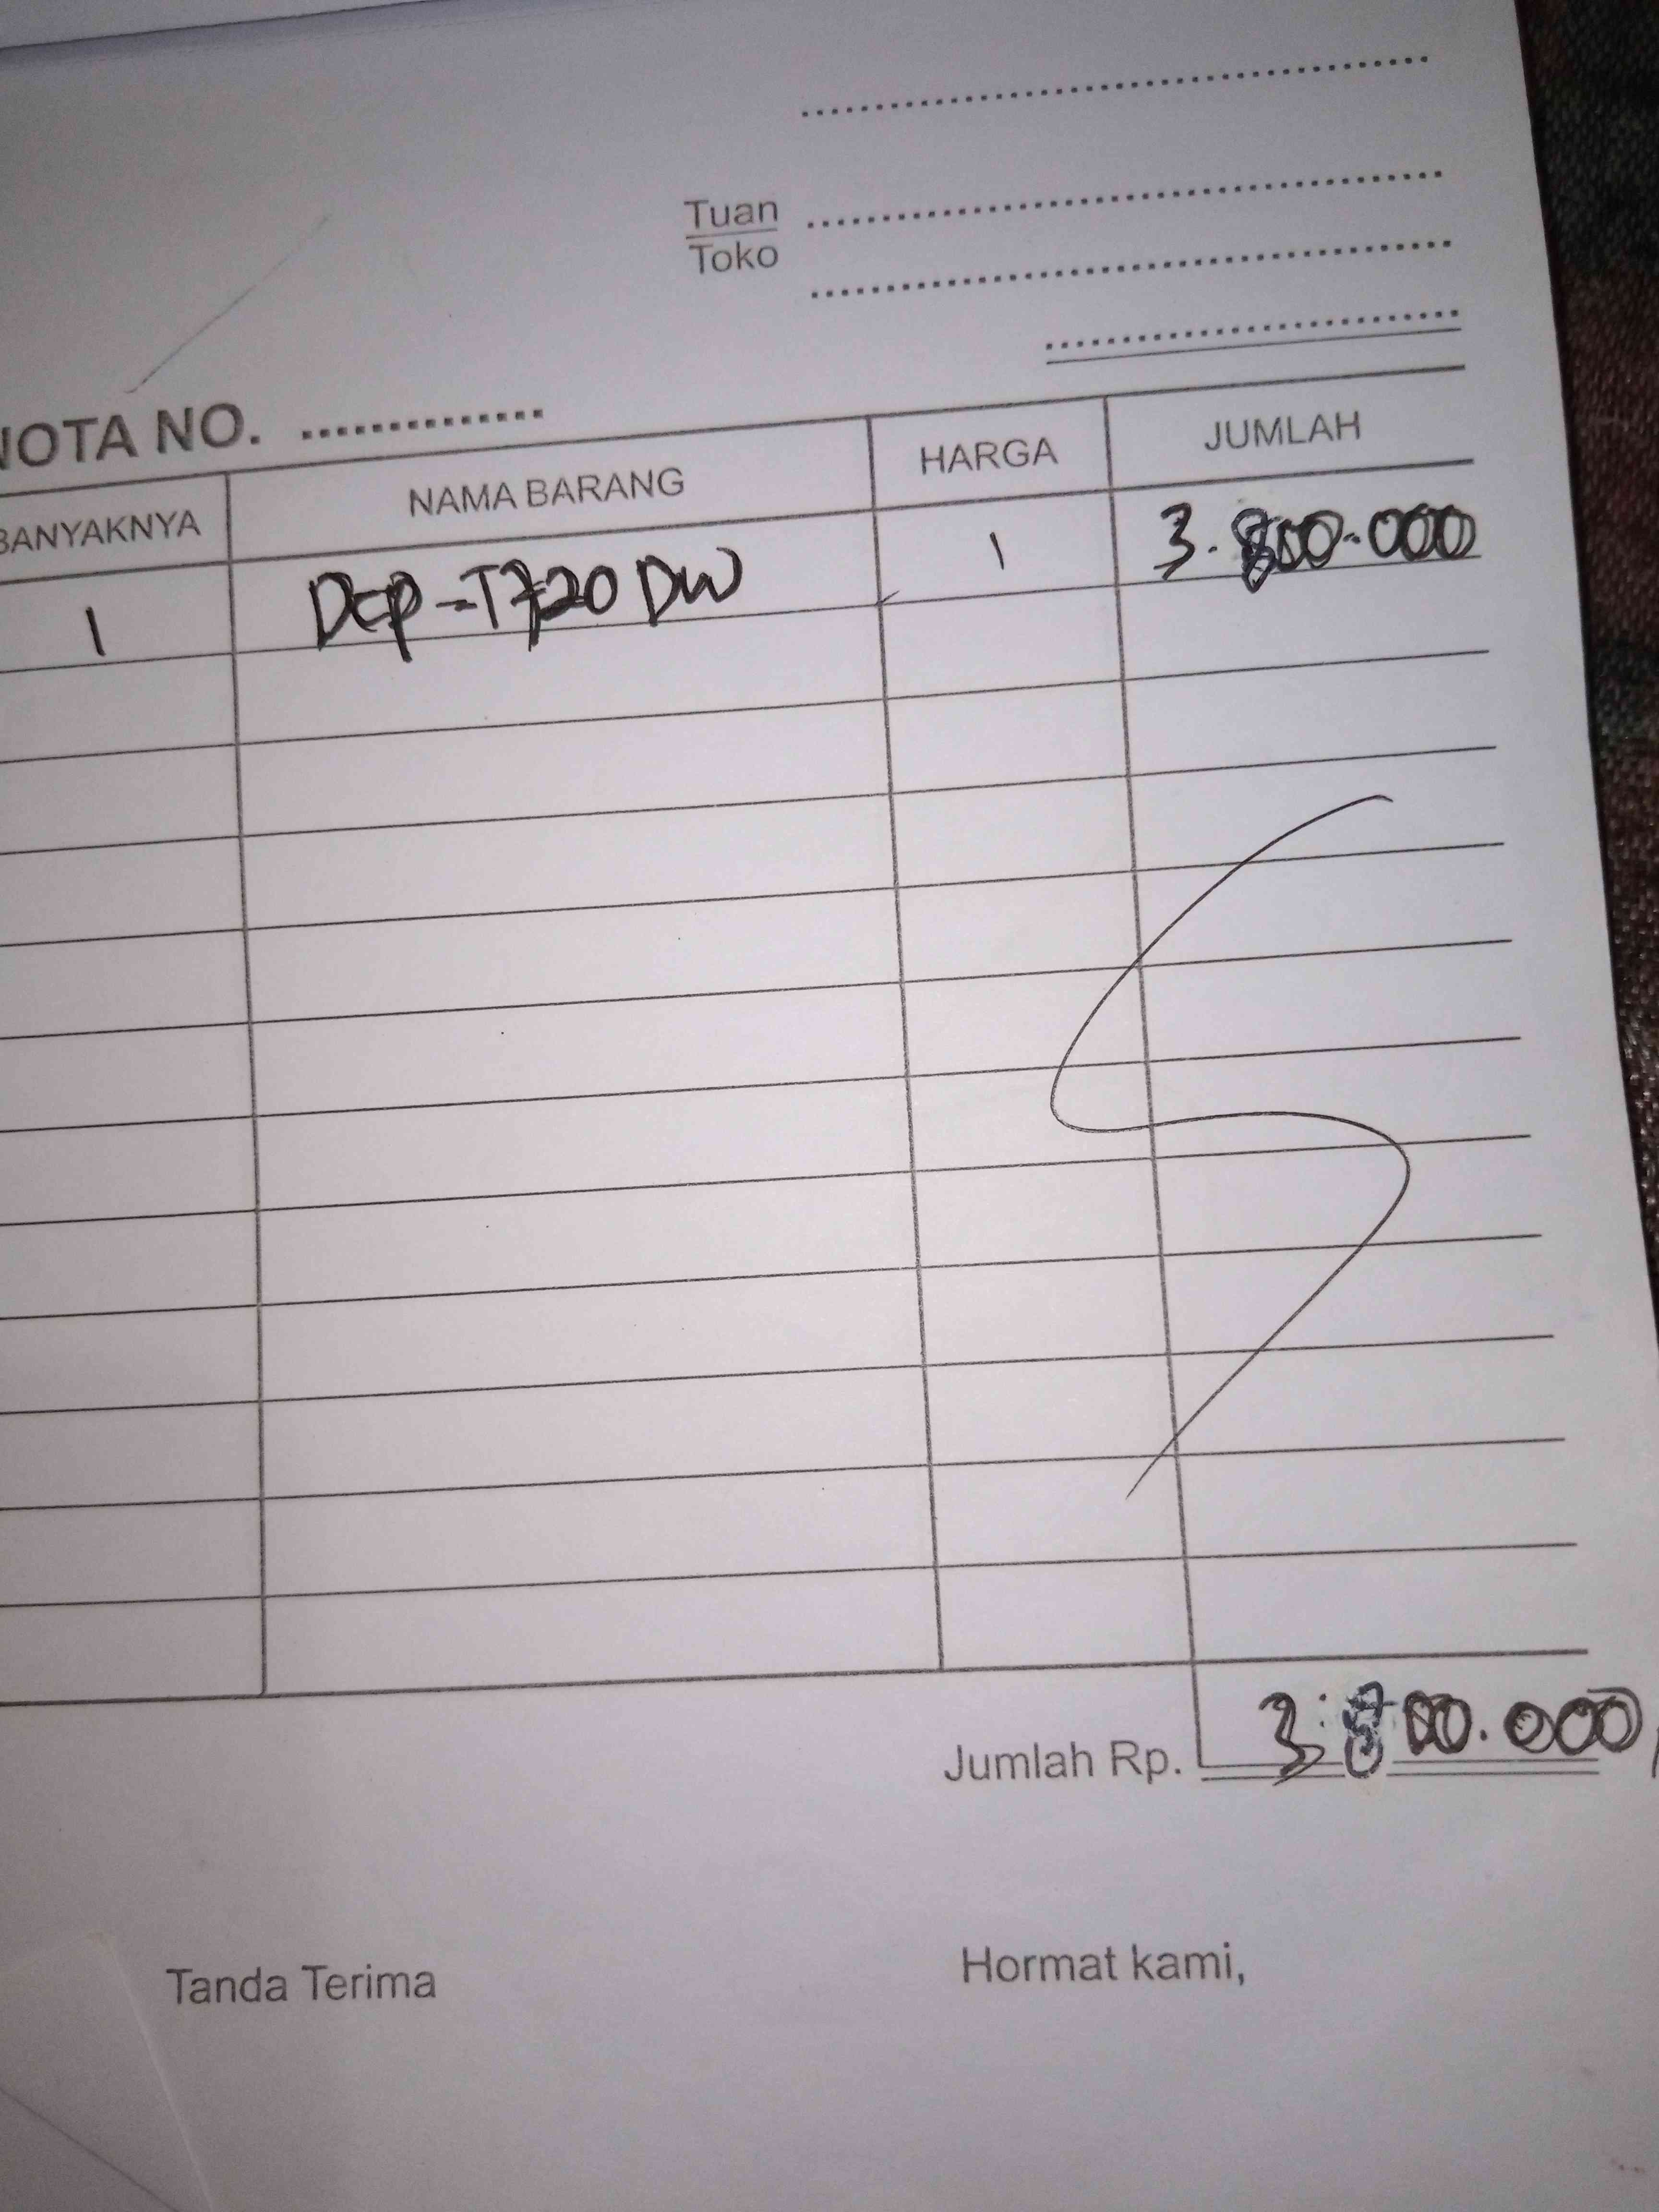 Tuan
Toko
NOTA NO.
BANYAKNYA NAMA BARANG HARGA JUMLAH
1 DCP-T720 DW 1 3.800.000
Jumlah Rp. 3.800.000
Tanda Terima Hormat kami,